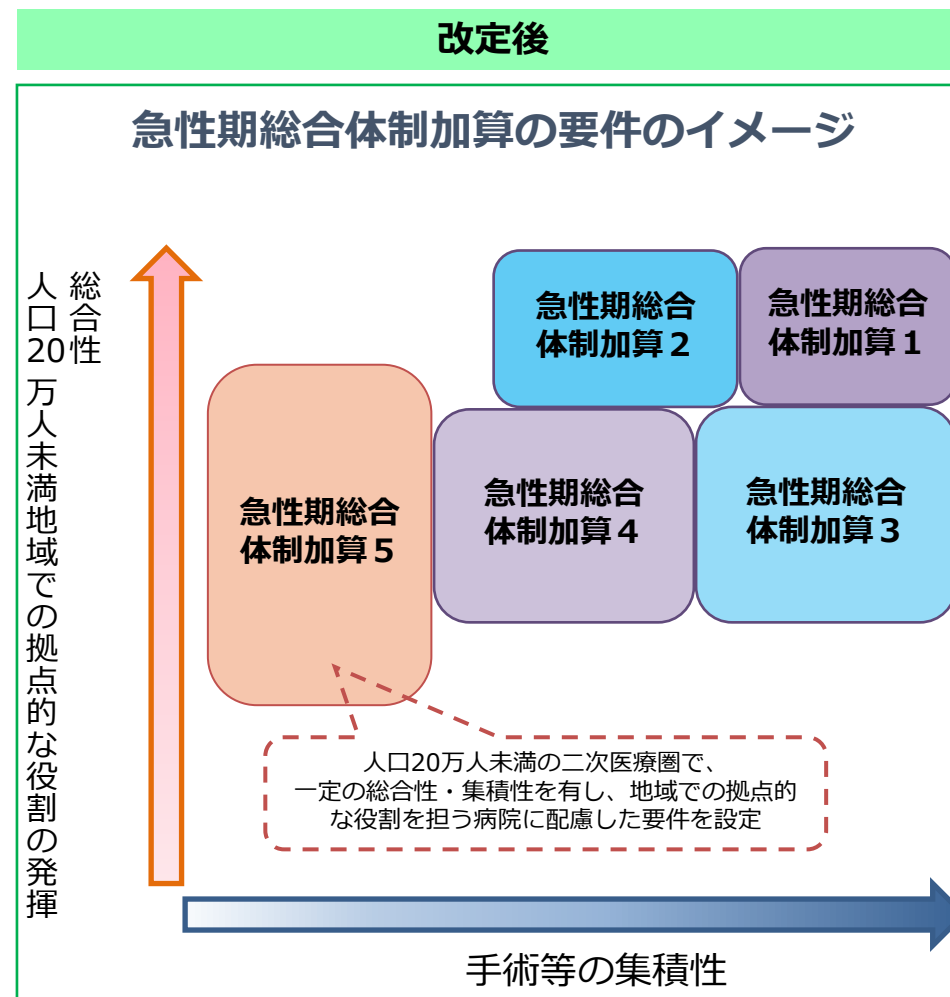 改定後
急性期総合体制加算の要件のイメージ
総合性
人口20万人未満地域での拠点的な役割の発揮
急性期総合
体制加算２
急性期総合
体制加算１
急性期総合
体制加算５
急性期総合
体制加算４
急性期総合
体制加算３
人口20万人未満の二次医療圏で、
一定の総合性・集積性を有し、地域での拠点的
な役割を担う病院に配慮した要件を設定
手術等の集積性